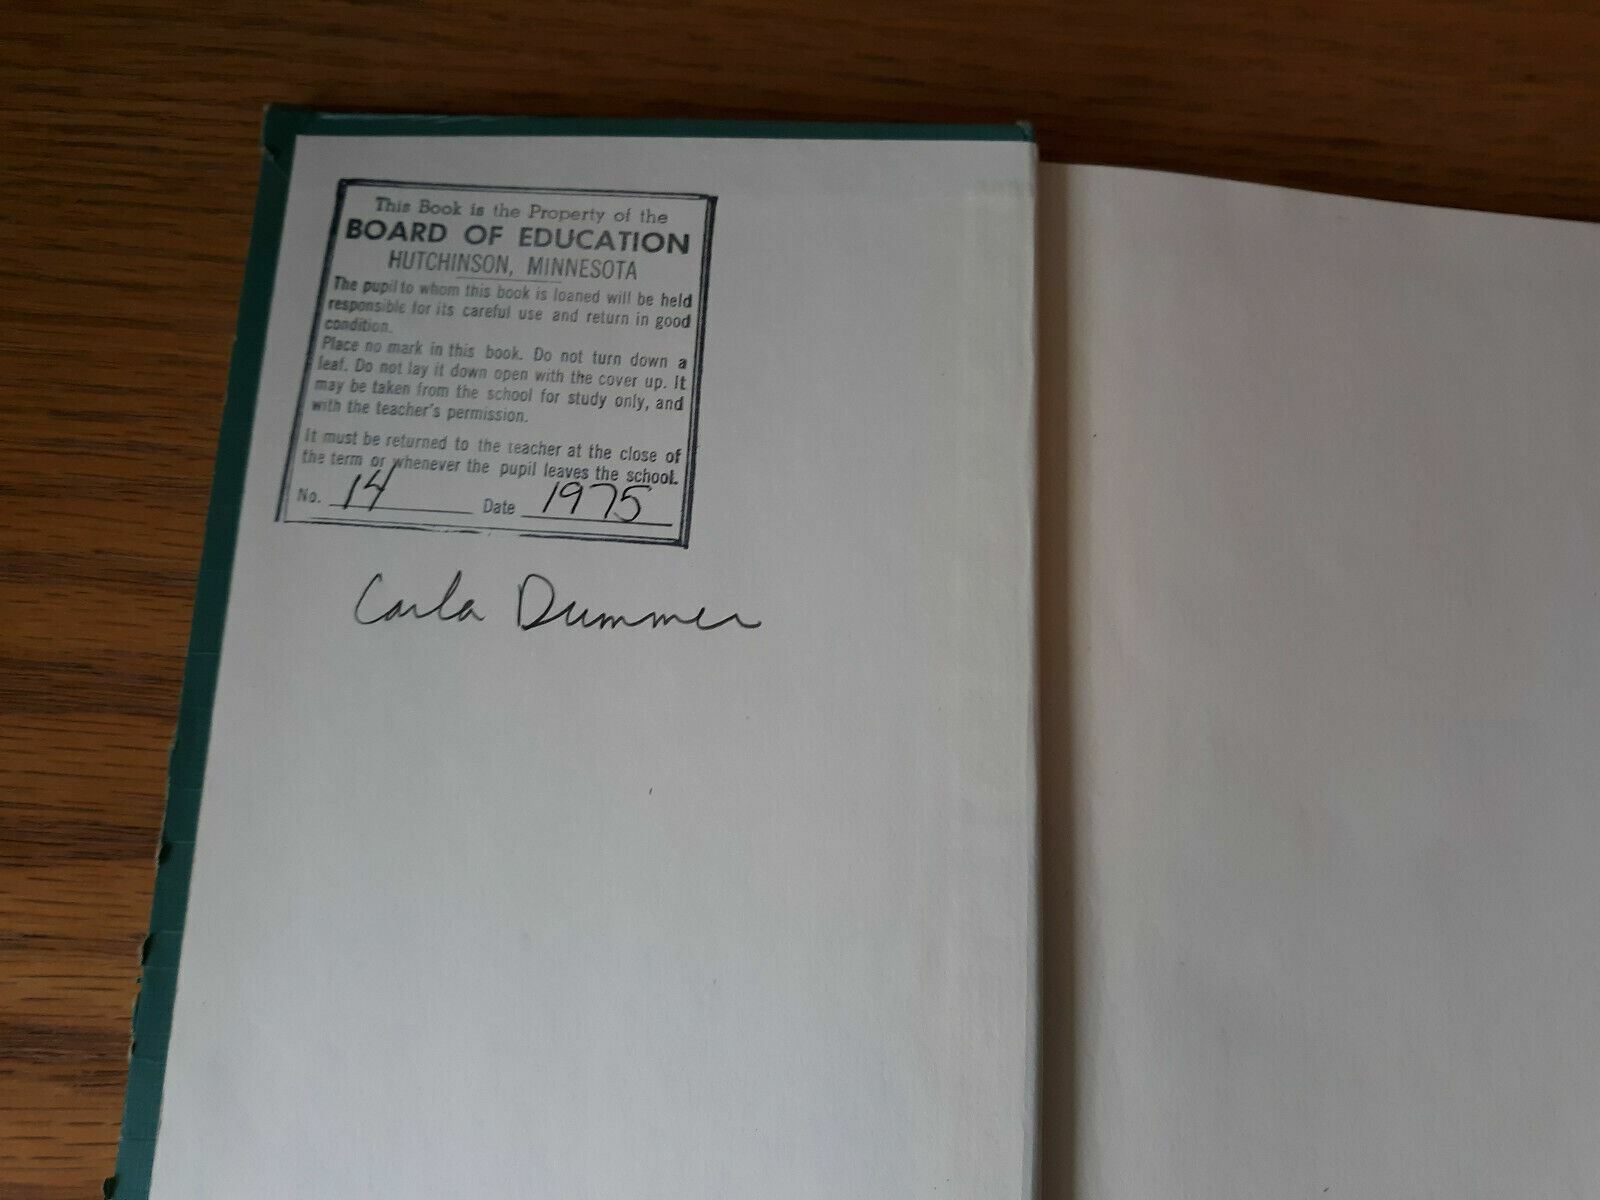 This Book is the Property of the
BOARD OF EDUCATION
HUTCHINSON, MINNESOTA
The pupil to whom this book is loaned will be held
responsible for its careful use and return in good
condition.
Place no mark in this book. Do not turn down a
leaf. Do not lay it down open with the cover up. It
may be taken from the school for study only, and
with the teacher's permission.
It must be returned to the teacher at the close of
the term or whenever the pupil leaves the school.
No. 14 Date 1975
Carla Dummer